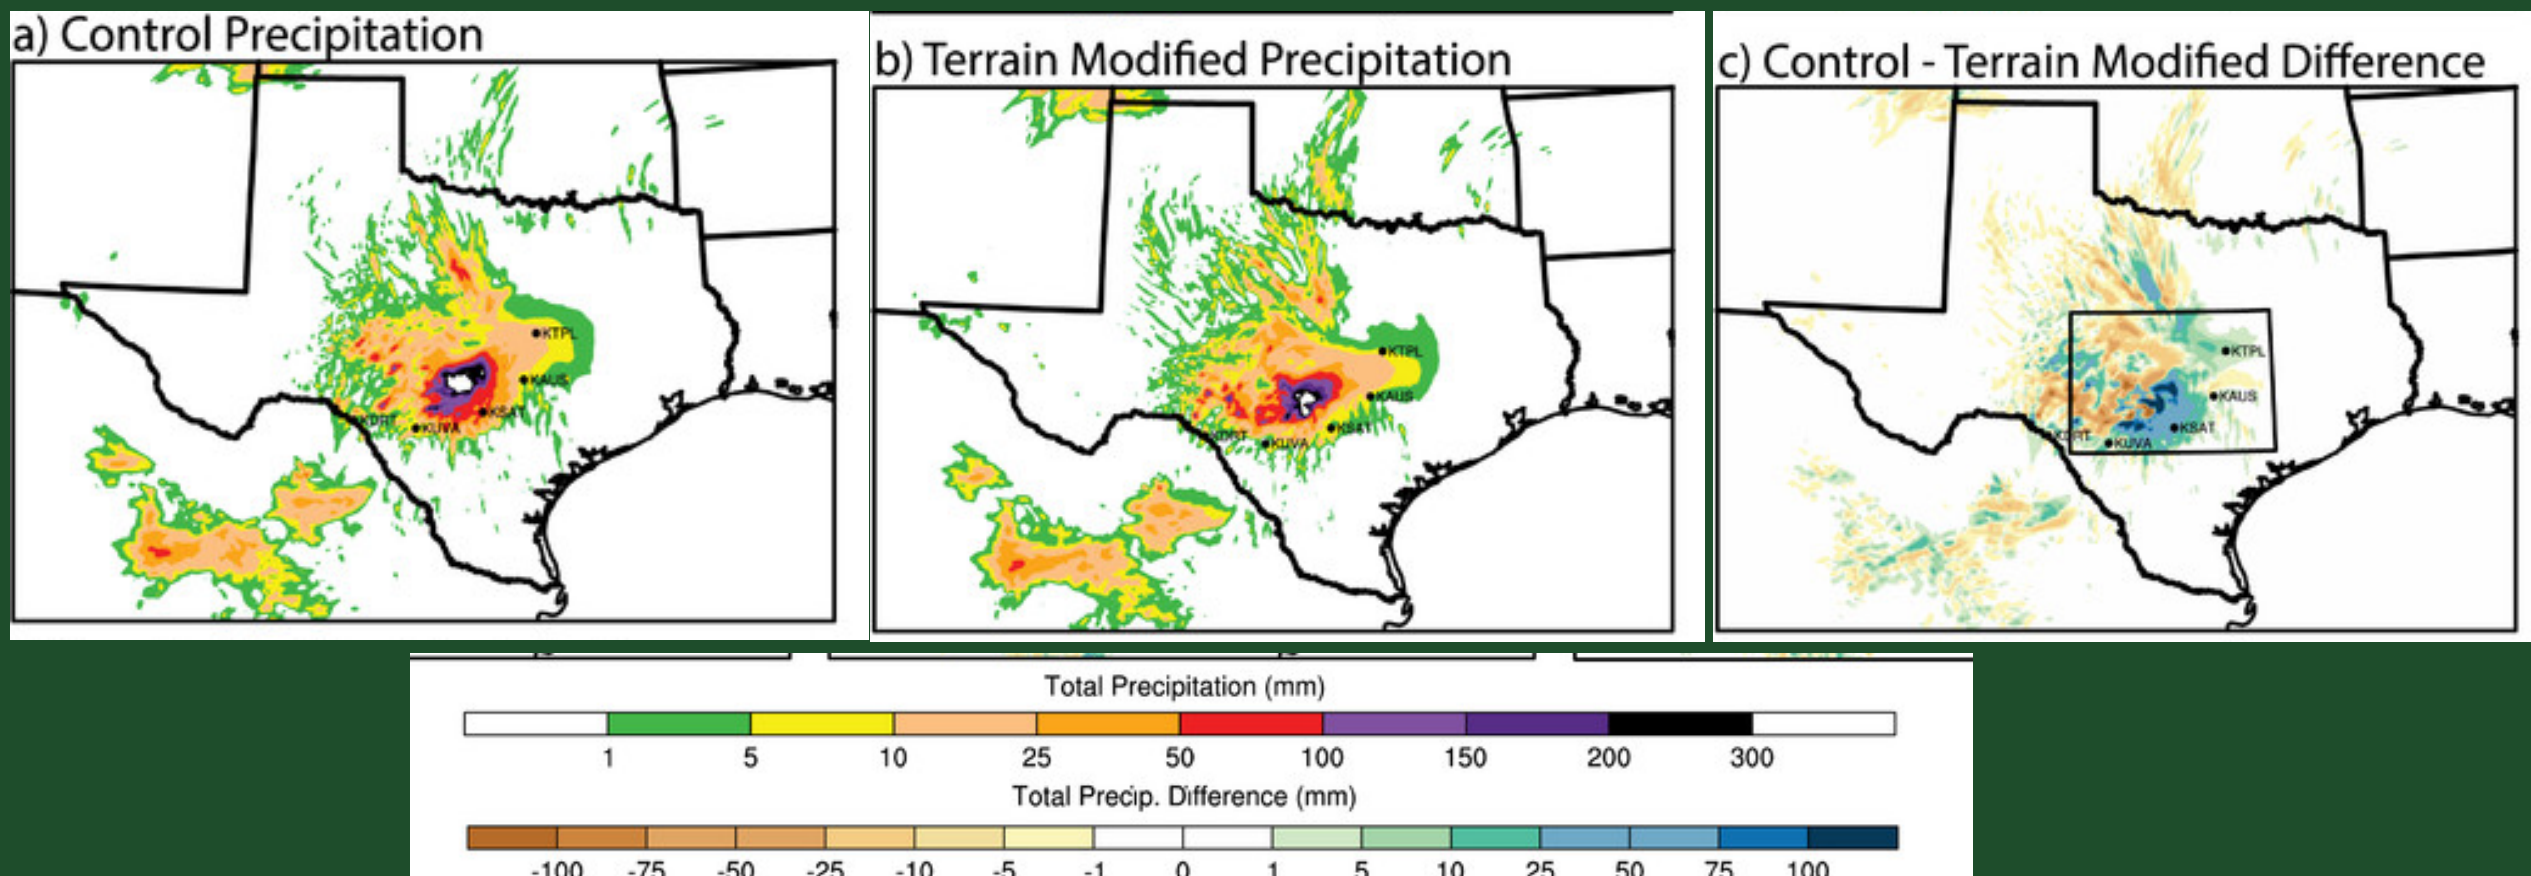 a) Control Precipitation
b) Terrain Modified Precipitation
c) Control - Terrain Modified Difference
KTPL
KAUS
KSAT
KDRT
KUVA
KTPL
KAUS
KSAT
KDRT
KUVA
KTPL
KAUS
KSAT
KDRT
KUVA
Total Precipitation (mm)
1 5 10 25 50 100 150 200 300
Total Precip. Difference (mm)
-100 -75 -50 -25 -10 -5 -1 0 1 5 10 25 50 75 100